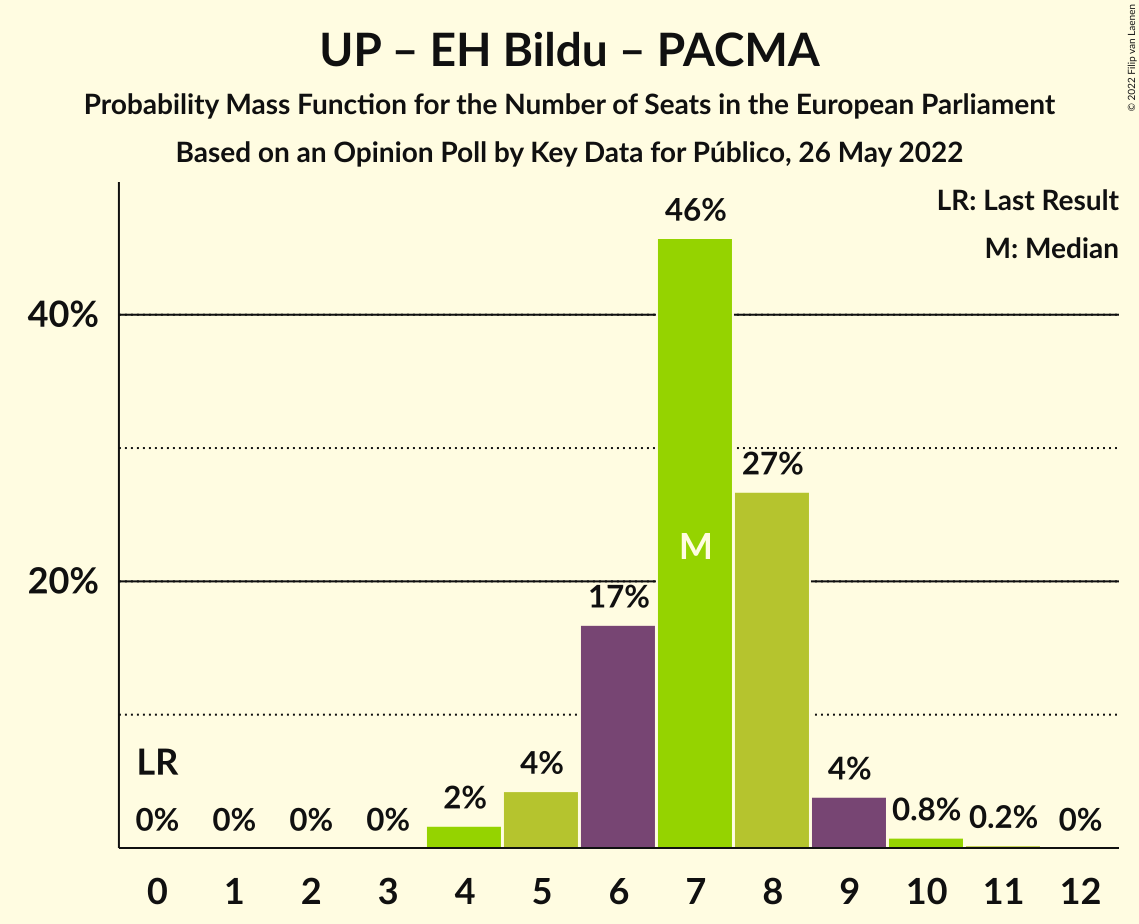 UP – EH Bildu – PACMA
Probability Mass Function for the Number of Seats in the European Parliament
Based on an Opinion Poll by Key Data for Público, 26 May 2022
© 2022 Filip van Laenen
LR: Last Result
M: Median
46%
40%
27%
M
20%
17%
LR
4%
4%
2%
0.8%
0.2%
0%
0%
0%
0%
0%
0 1 2 3 4 5 6 7 8 9 10 11 12